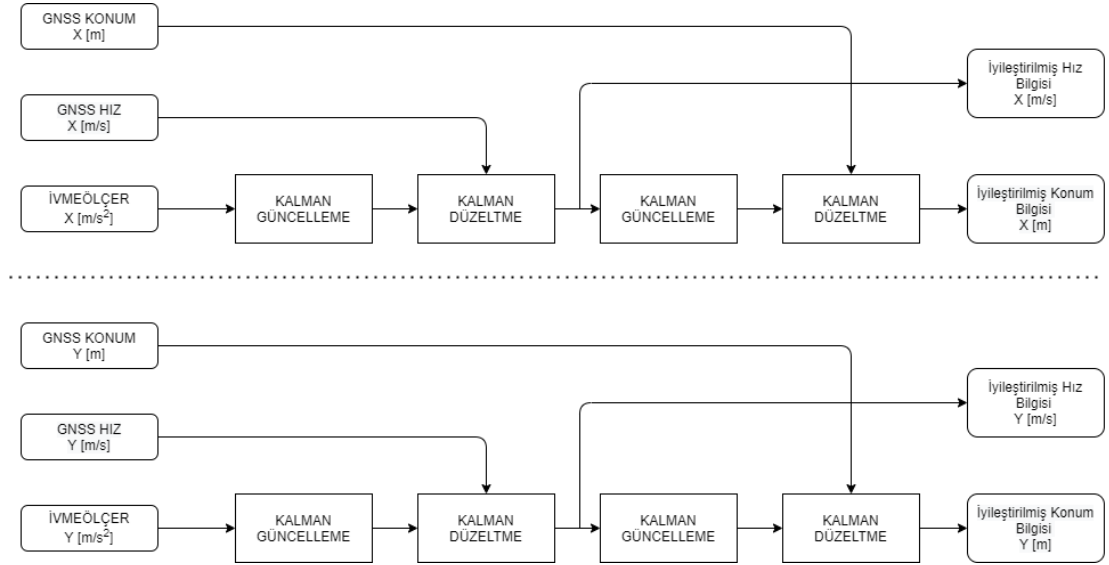 GNSS KONUM
X [m]
İyileştirilmiş Hız
Bilgisi
X [m/s]
GNSS HIZ
X [m/s]
İVMEÖLÇER
X [m/s²]
KALMAN
GÜNCELLEME
KALMAN
DÜZELTME
KALMAN
GÜNCELLEME
KALMAN
DÜZELTME
İyileştirilmiş Konum
Bilgisi
X [m]
GNSS KONUM
Y [m]
İyileştirilmiş Hız
Bilgisi
Y [m/s]
GNSS HIZ
Y [m/s]
İVMEÖLÇER
Y [m/s²]
KALMAN
GÜNCELLEME
KALMAN
DÜZELTME
KALMAN
GÜNCELLEME
KALMAN
DÜZELTME
İyileştirilmiş Konum
Bilgisi
Y [m]